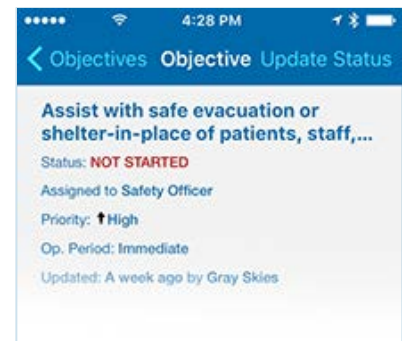 4:28 PM
Objectives Objective Update Status
Assist with safe evacuation or
shelter-in-place of patients, staff,...
Status: NOT STARTED
Assigned to Safety Officer
Priority: High
Op. Period: Immediate
Updated: A week ago by Gray Skies